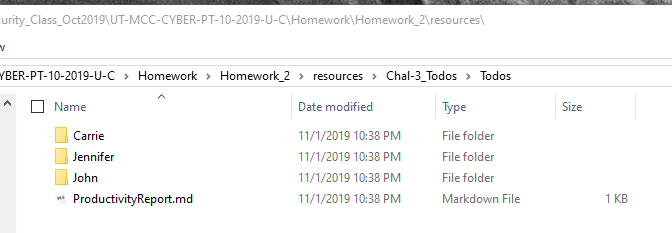 urity_Class_Oct2019\UT-MCC-CYBER-PT-10-2019-U-C\Homework\Homework_2\resources\
YBER-PT-10-2019-U-C > Homework > Homework_2 > resources > Chal-3_Todos > Todos
Name Date modified Type Size
Carrie 11/1/2019 10:38 PM File folder
Jennifer 11/1/2019 10:38 PM File folder
John 11/1/2019 10:38 PM File folder
ProductivityReport.md 11/1/2019 10:38 PM Markdown File 1 KB